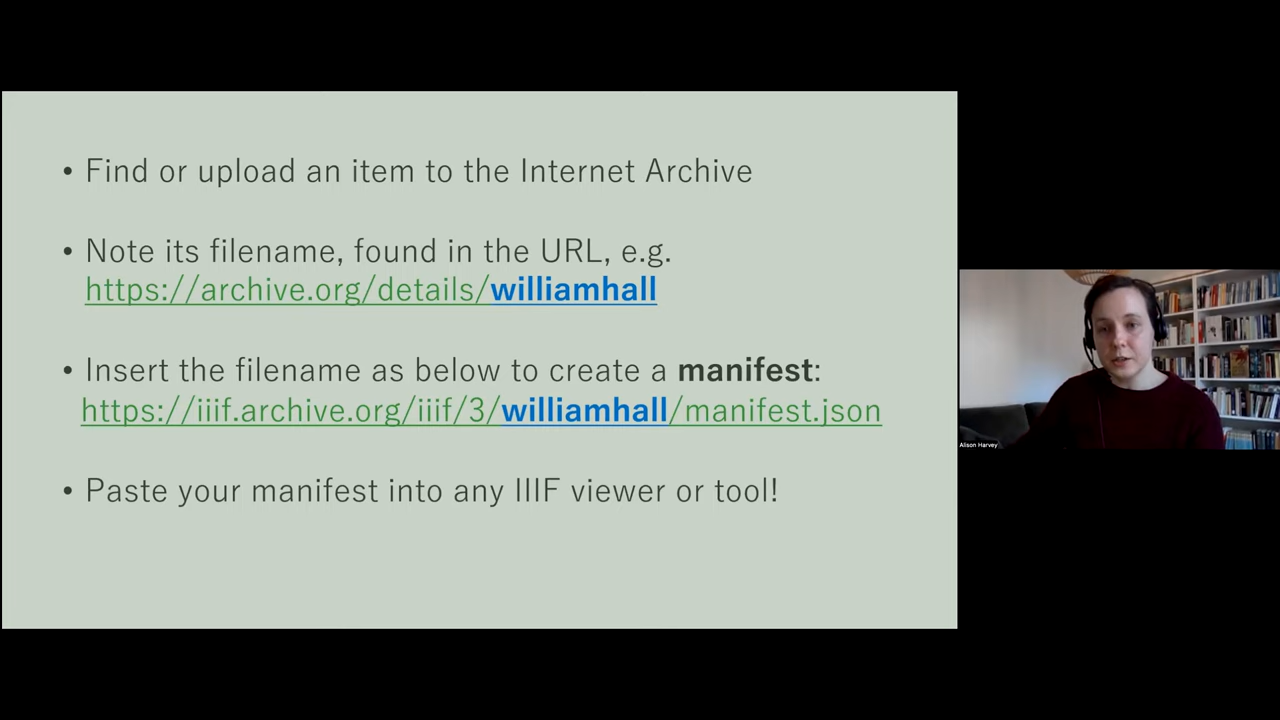 • Find or upload an item to the Internet Archive
• Note its filename, found in the URL, e.g.
https://archive.org/details/williamhall
• Insert the filename as below to create a manifest:
https://iiif.archive.org/iiif/3/williamhall/manifest.json
• Paste your manifest into any IIIF viewer or tool!
Alison Harvey